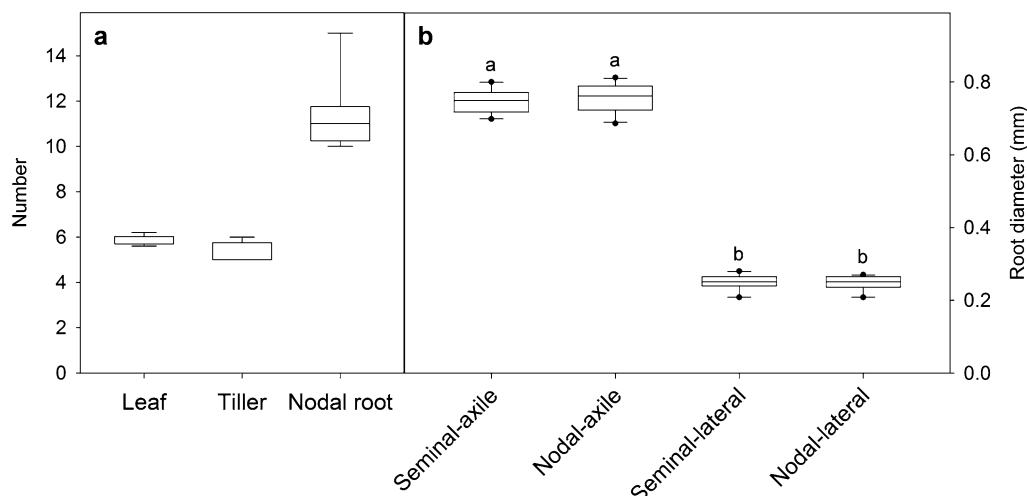 a
b
Number
14
12
10
8
6
4
2
0
Leaf
Tiller
Nodal root
a
a
b
b
Seminal-axile
Nodal-axile
Seminal-lateral
Nodal-lateral
0.8
0.6
0.4
0.2
0.0
Root diameter (mm)